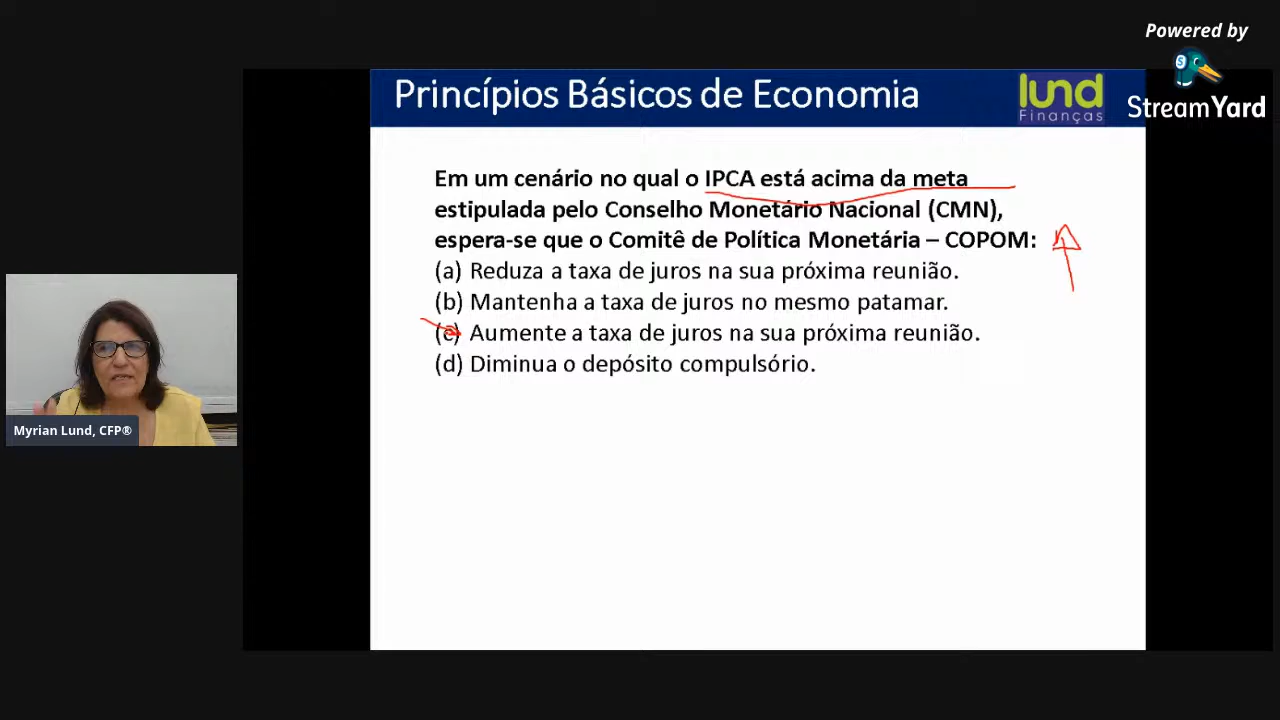 Powered by
StreamYard
Princípios Básicos de Economia
lund
Finanças
Em um cenário no qual o IPCA está acima da meta
estipulada pelo Conselho Monetário Nacional (CMN),
espera-se que o Comitê de Política Monetária – COPOM:
(a) Reduza a taxa de juros na sua próxima reunião.
(b) Mantenha a taxa de juros no mesmo patamar.
(c) Aumente a taxa de juros na sua próxima reunião.
(d) Diminua o depósito compulsório.
Myrian Lund, CFP®